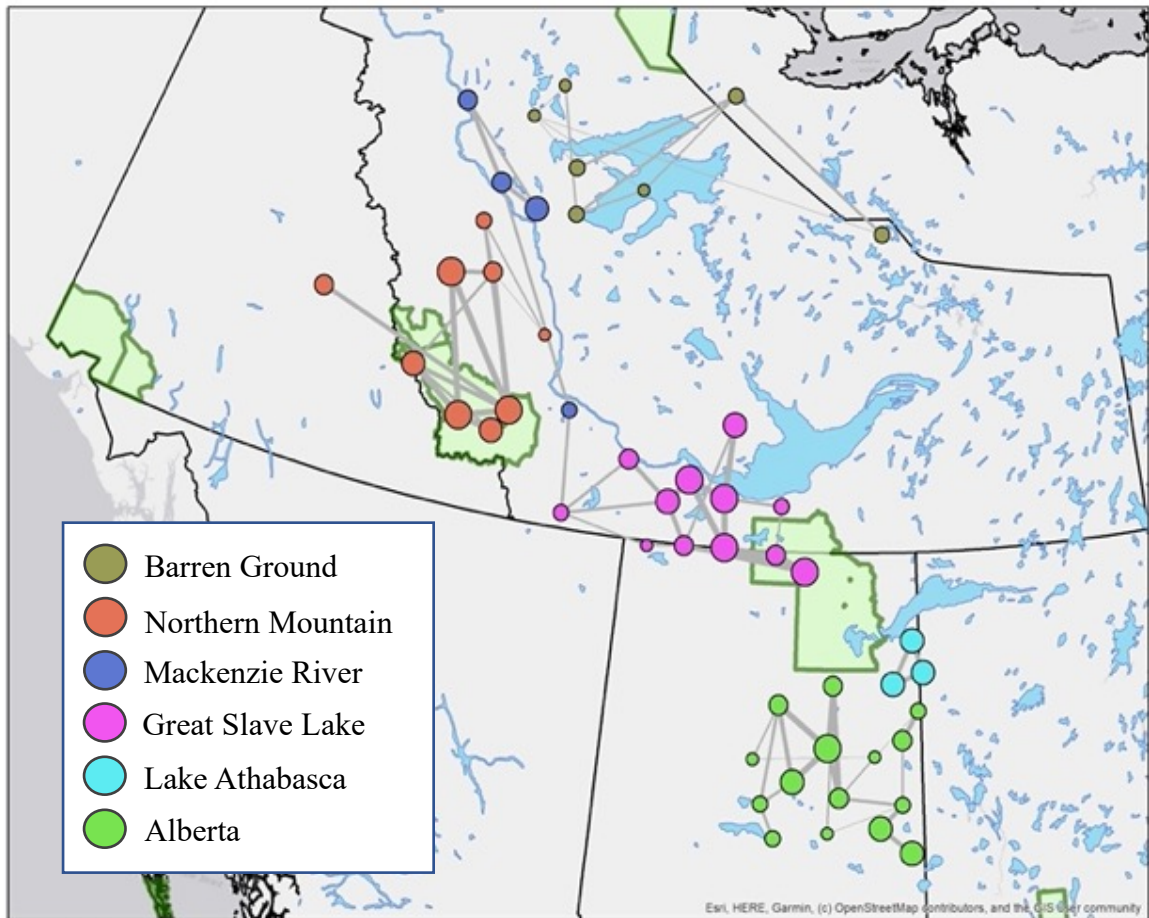 Barren Ground
Northern Mountain
Mackenzie River
Great Slave Lake
Lake Athabasca
Alberta
Esri, HERE, Garmin, (c) OpenStreetMap contributors, and the GIS user community